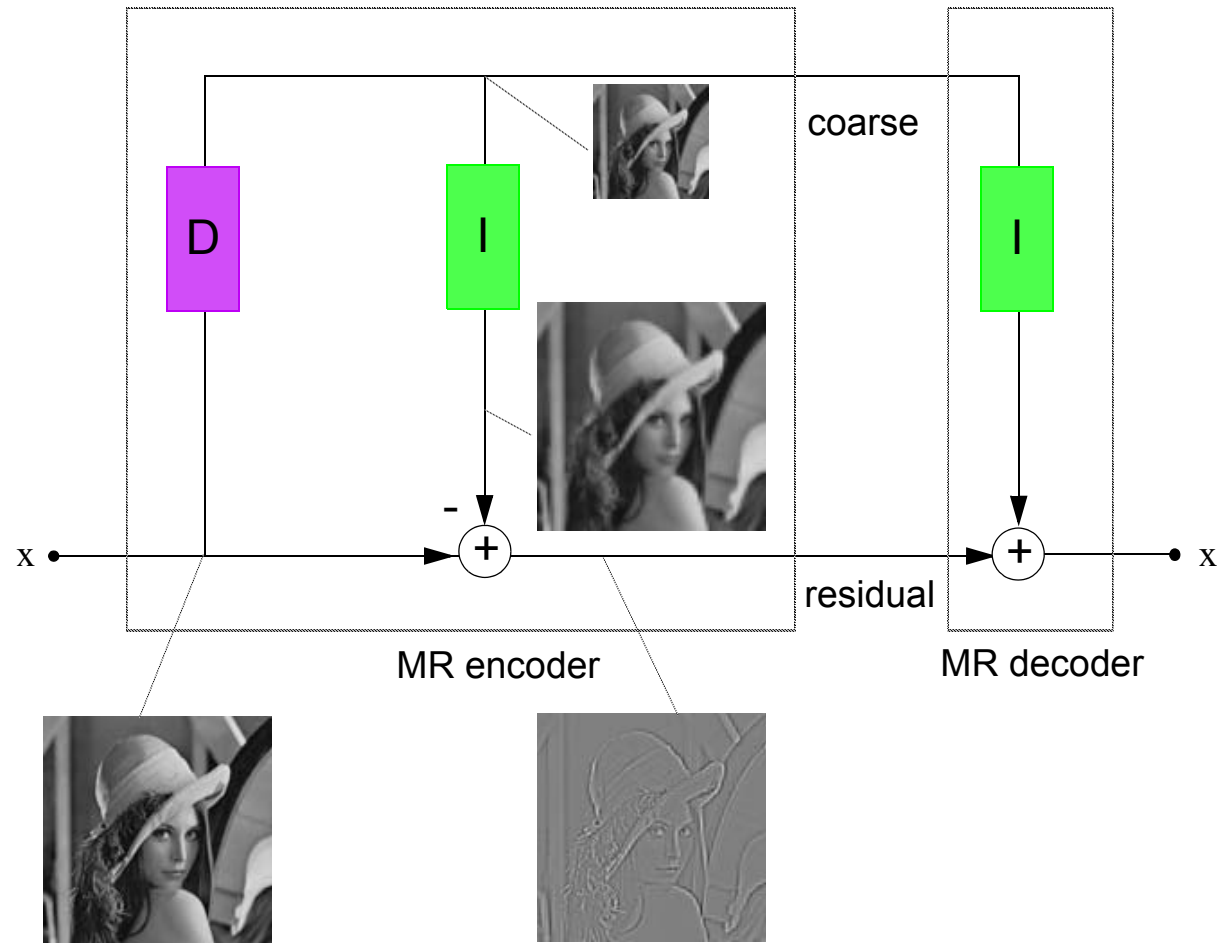 coarse
D
I
I
-
x
+
+
x
residual
MR encoder
MR decoder